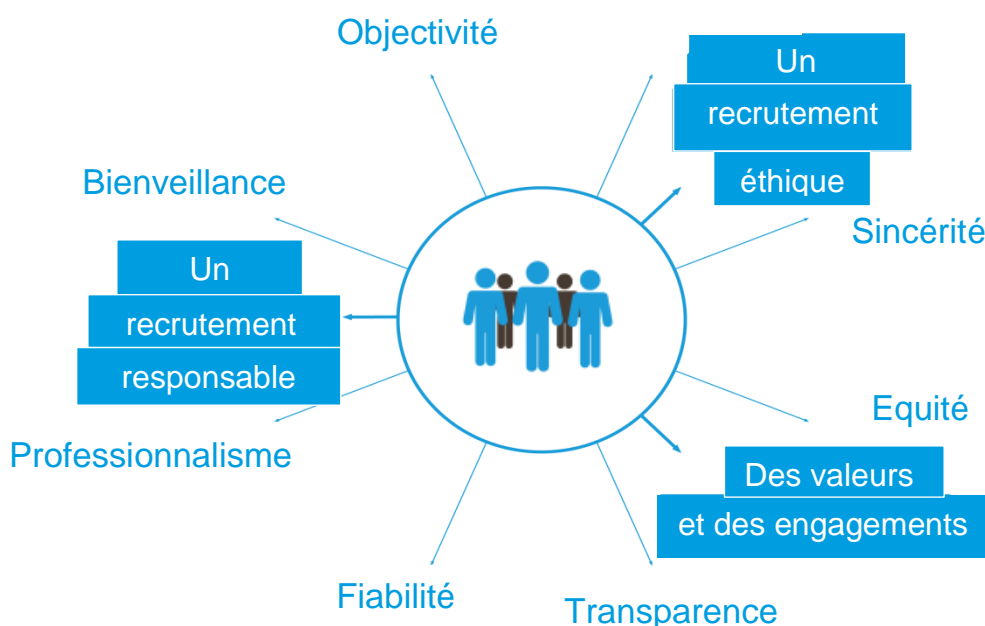 Objectivité
Un
recrutement
éthique
Bienveillance
Sincérité
Un
recrutement
responsable
Equité
Professionnalisme
Des valeurs
et des engagements
Fiabilité
Transparence